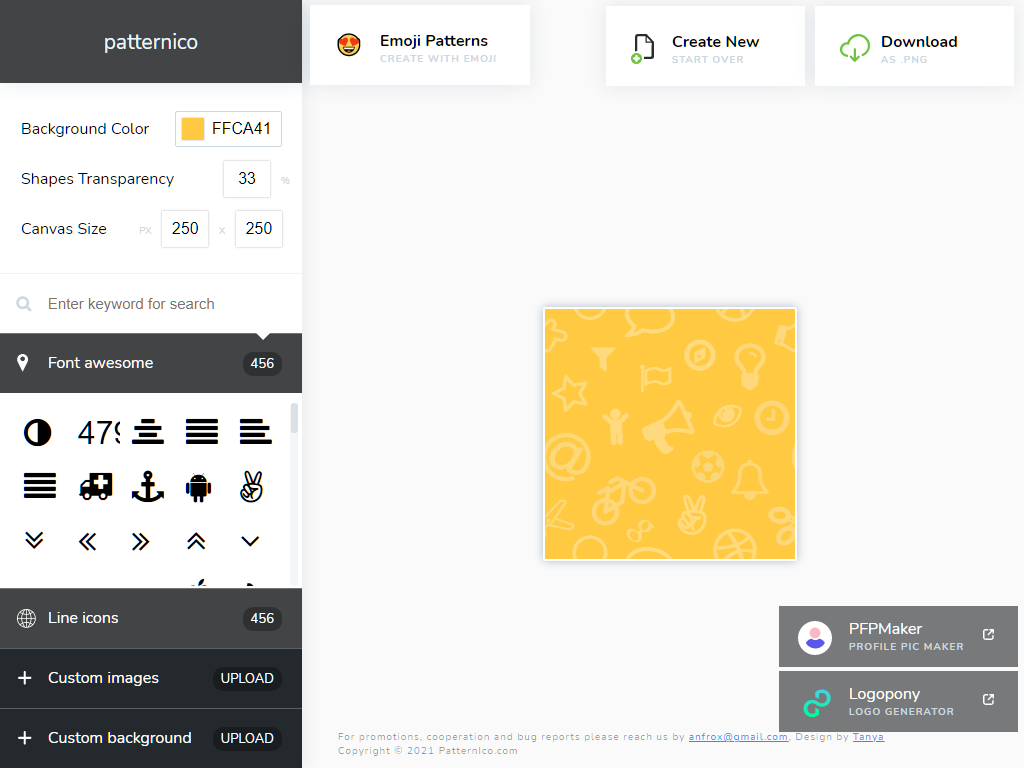 patternico
Background Color
FFCA41
Shapes Transparency
33
%
Canvas Size
PX
250
X
250
Enter keyword for search
Font awesome
456
479
Line icons
456
Custom images
UPLOAD
Custom background
UPLOAD
Emoji Patterns
CREATE WITH EMOJI
Create New
START OVER
Download
AS .PNG
@
PFPMaker
PROFILE PIC MAKER
Logopony
LOGO GENERATOR
For promotions, cooperation and bug reports please reach us by anfrox@gmail.com. Design by Tanya
Copyright © 2021 PatternIco.com